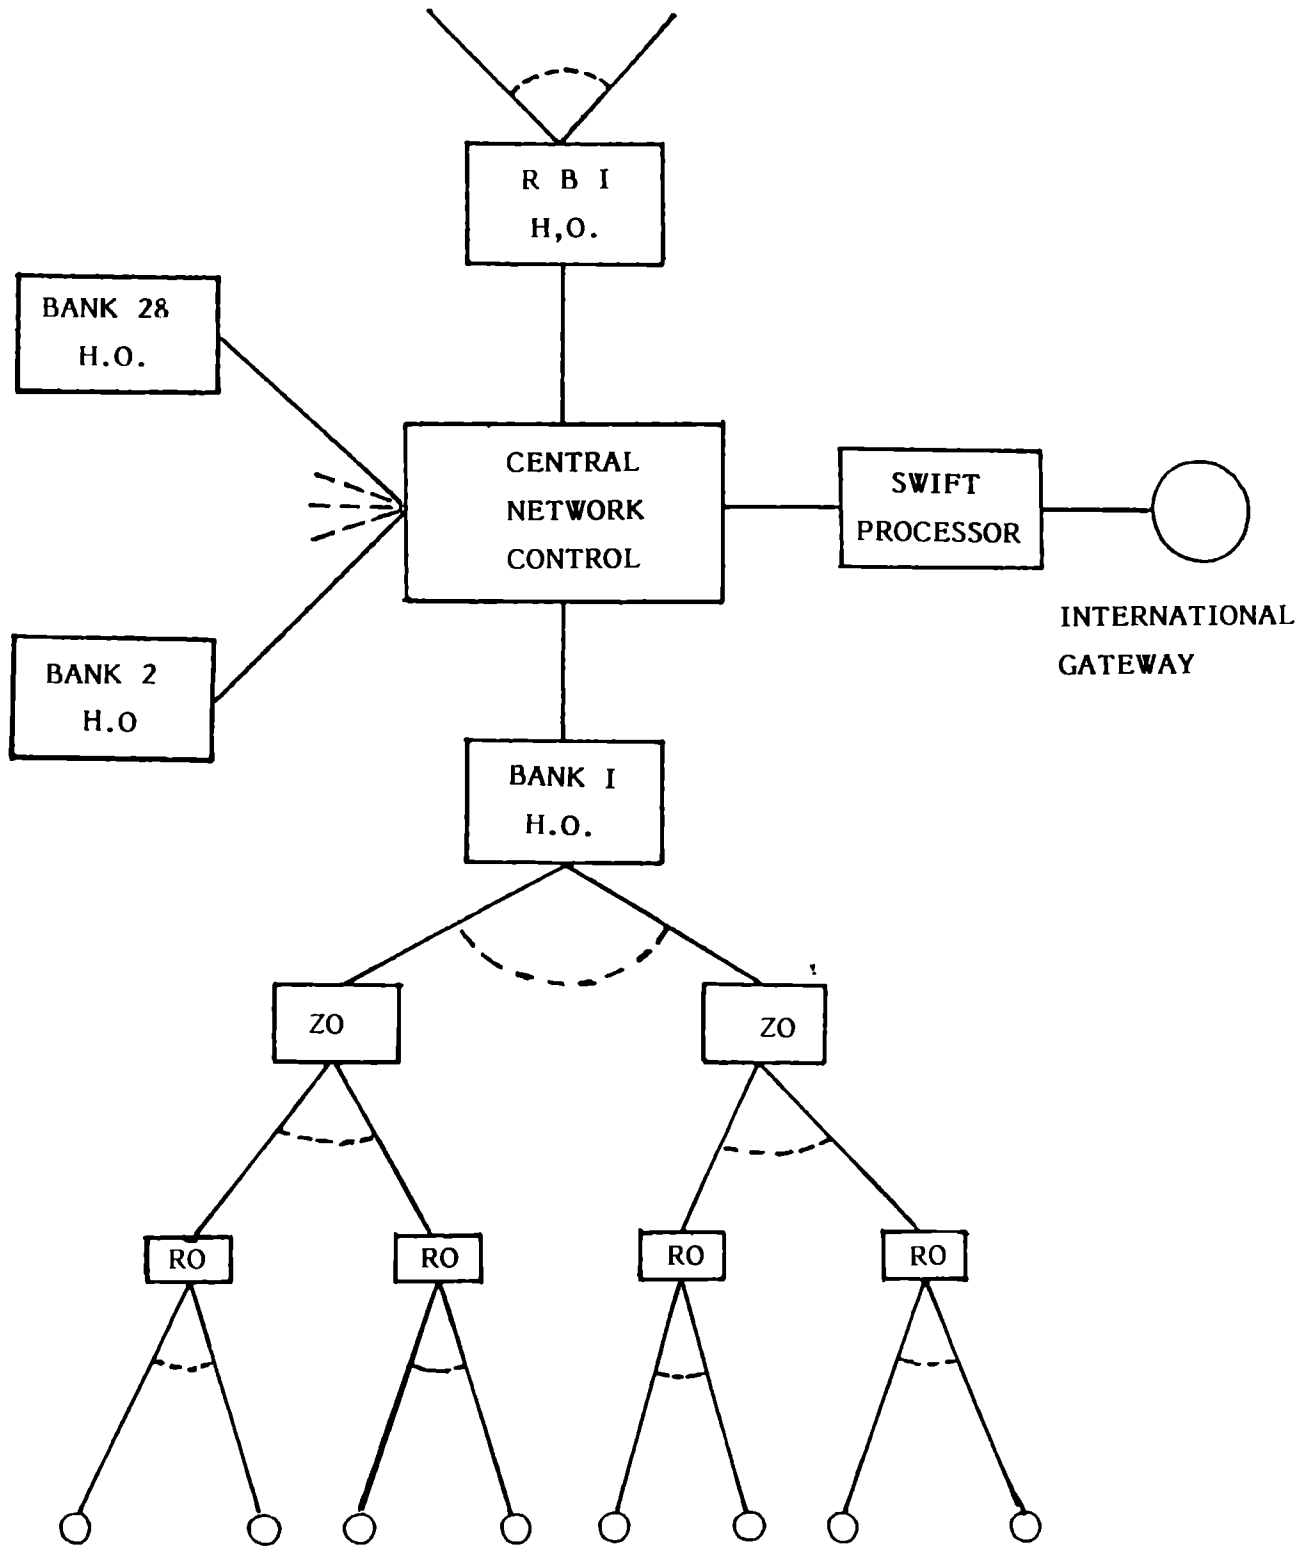 R B I
H,O.
BANK 28
H.O.
CENTRAL
NETWORK
CONTROL
SWIFT
PROCESSOR
INTERNATIONAL
GATEWAY
BANK 2
H.O
BANK I
H.O.
ZO
ZO
RO
RO
RO
RO